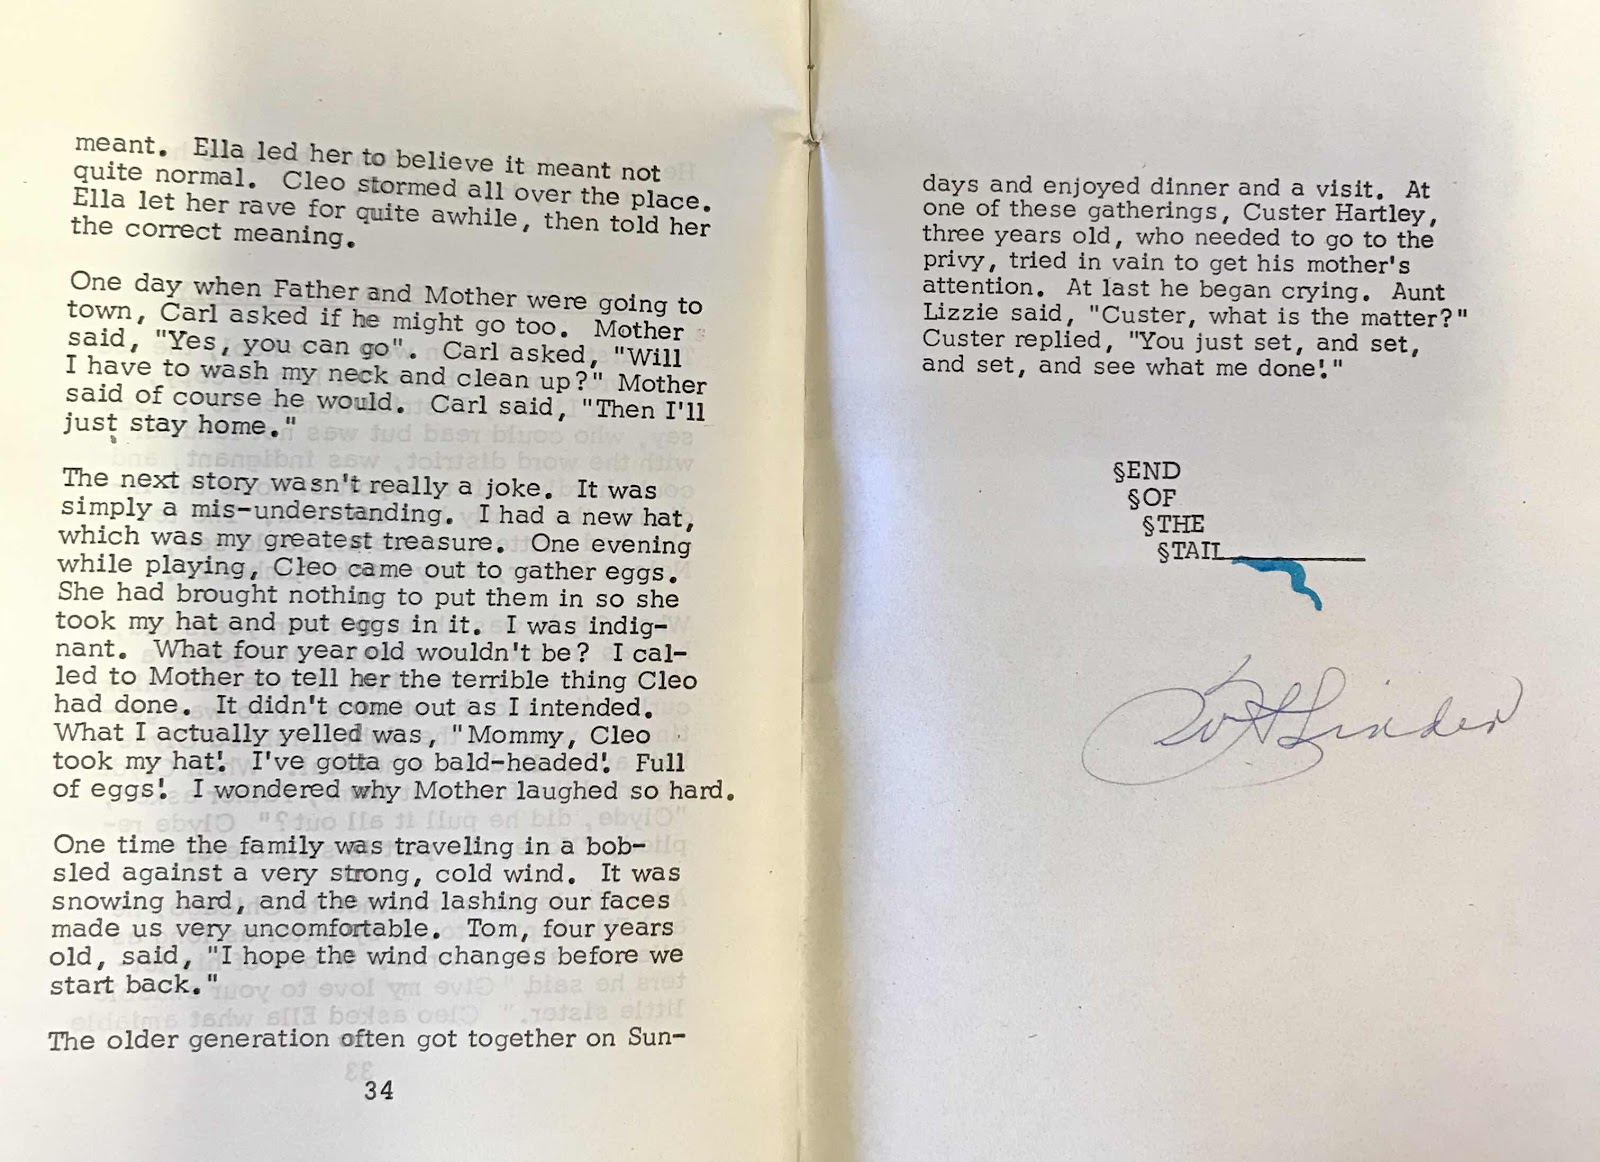 meant. Ella led her to believe it meant not
quite normal. Cleo stormed all over the place.
Ella let her rave for quite awhile, then told her
the correct meaning.
One day when Father and Mother were going to
town, Carl asked if he might go too. Mother
said, "Yes, you can go". Carl asked, "Will
I have to wash my neck and clean up?" Mother
said of course he would. Carl said, "Then I'll
just stay home."
The next story wasn't really a joke. It was
simply a mis-understanding. I had a new hat,
which was my greatest treasure. One evening
while playing, Cleo came out to gather eggs.
She had brought nothing to put them in so she
took my hat and put eggs in it. I was indig-
nant. What four year old wouldn't be? I cal-
led to Mother to tell her the terrible thing Cleo
had done. It didn't come out as I intended.
What I actually yelled was, "Mommy, Cleo
took my hat! I've gotta go bald-headed! Full
of eggs! I wondered why Mother laughed so hard.
One time the family was traveling in a bob-
sled against a very strong, cold wind. It was
snowing hard, and the wind lashing our faces
made us very uncomfortable. Tom, four years
old, said, "I hope the wind changes before we
start back."
The older generation often got together on Sun-
34
days and enjoyed dinner and a visit. At
one of these gatherings, Custer Hartley,
three years old, who needed to go to the
privy, tried in vain to get his mother's
attention. At last he began crying. Aunt
Lizzie said, "Custer, what is the matter?"
Custer replied, "You just set, and set,
and set, and see what me done!"
§END
§OF
§THE
§TAIL
Linder